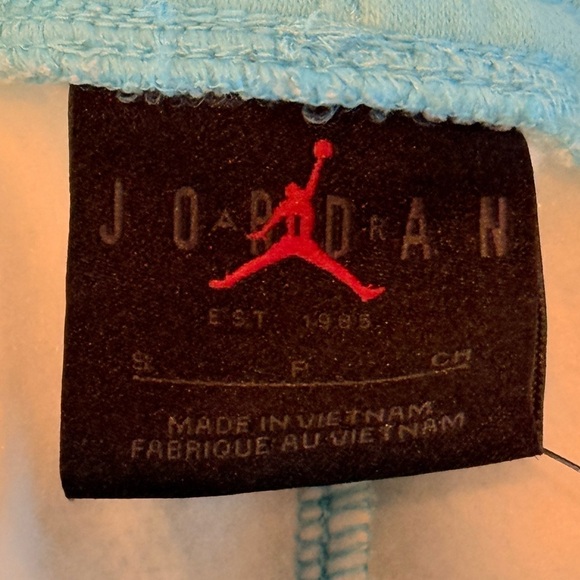 JORDAN
AIR
EST. 1985
S P CH
MADE IN VIETNAM
FABRIQUE AU VIETNAM